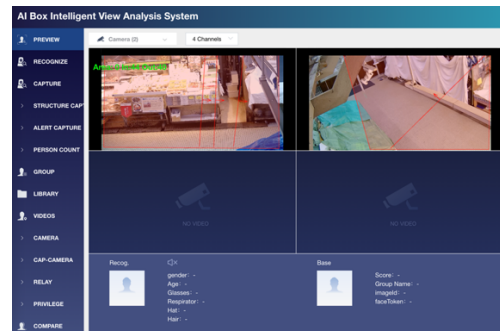 AI Box Intelligent View Analysis System
PREVIEW
RECOGNIZE
CAPTURE
STRUCTURE CAP
ALERT CAPTURE
PERSON COUNT
GROUP
LIBRARY
VIDEOS
CAMERA
CAP-CAMERA
RELAY
PRIVILEGE
COMPARE
Camera (2)
4 Channels
NO VIDEO
NO VIDEO
Recog.
gender: -
Age: -
Glasses: -
Respirator: -
Hat: -
Hair: -
Base
Score: -
Group Name: -
imageId: -
faceToken: -